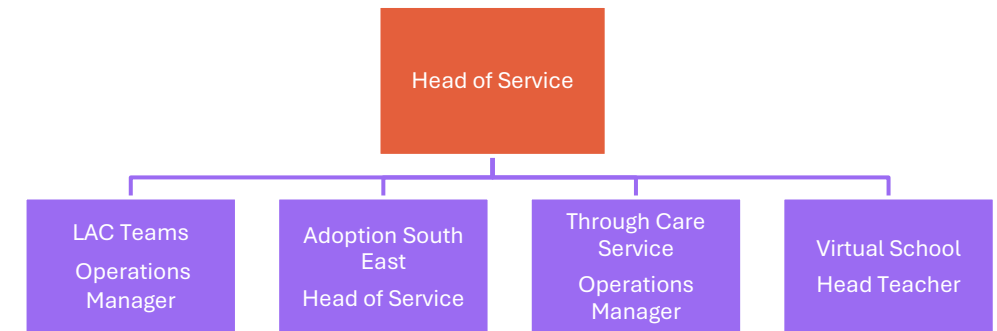 Head of Service
LAC Teams
Operations
Manager
Adoption South
East
Head of Service
Through Care
Service
Operations
Manager
Virtual School
Head Teacher